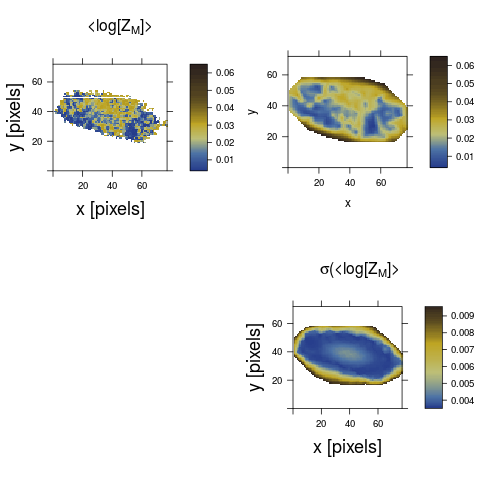 <log[Z_M]>
60
40
20
20 40 60
y [pixels]
x [pixels]
0.06
0.05
0.04
0.03
0.02
0.01
60
40
20
20 40 60
y
x
0.06
0.05
0.04
0.03
0.02
0.01
σ(<log[Z_M]>
60
40
20
20 40 60
y [pixels]
x [pixels]
0.009
0.008
0.007
0.006
0.005
0.004